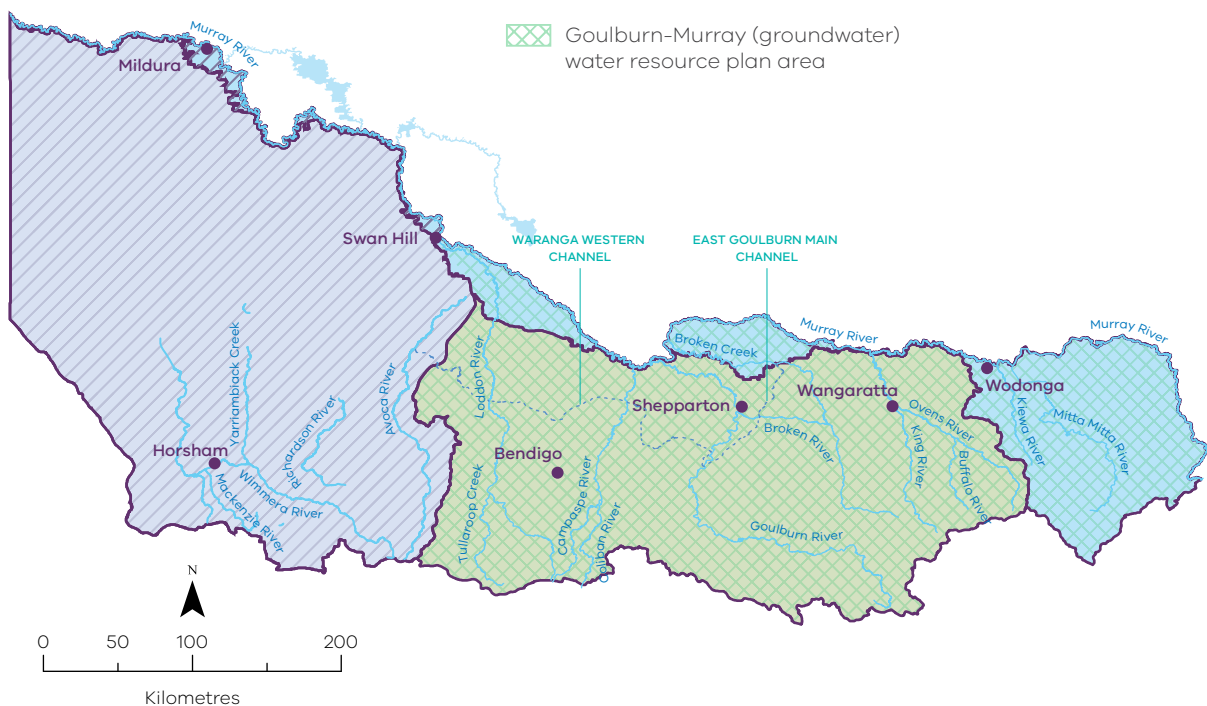 Murray River
Mildura
Goulburn-Murray (groundwater)
water resource plan area
Swan Hill
WARANGA WESTERN
CHANNEL
EAST GOULBURN MAIN
CHANNEL
Murray River
Murray River
Broken Creek
Wodonga
Wangaratta
Shepparton
Loddon River
Avoca River
Yarriambiack Creek
Richardson River
Kiewa River
Mitta Mitta River
Ovens River
Broken River
King River
Buffalo River
Horsham
Bendigo
Wimmera River
Mackenzie River
Tullaroop Creek
Campaspe River
Coliban River
Goulburn River
N
0 50 100 200
Kilometres